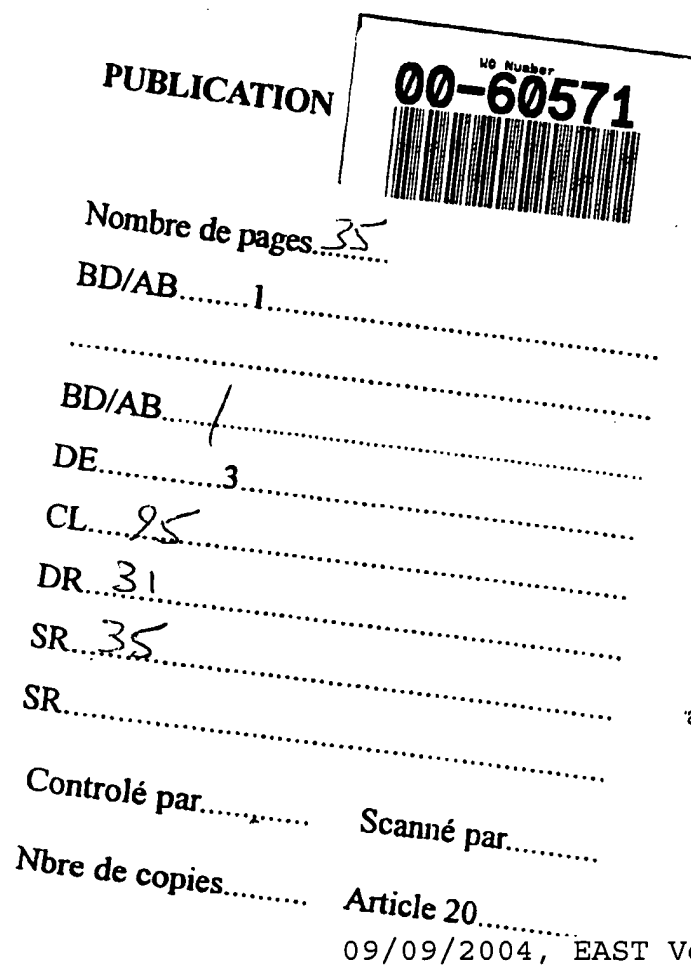 PUBLICATION
WO Number
00-60571
Nombre de pages 35
BD/AB 1
BD/AB /
DE 3
CL 25
DR 31
SR 35
SR
Controlé par
Scanné par
Nbre de copies
Article 20
09/09/2004, EAST